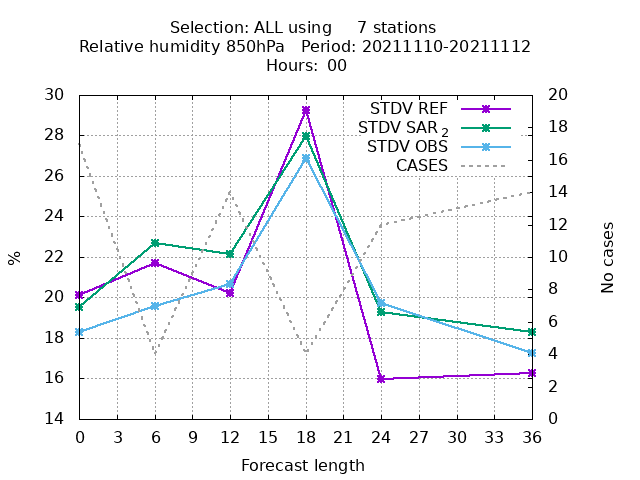 Selection: ALL using     7 stations
Relative humidity 850hPa   Period: 20211110-20211112
Hours: 00
30
28
26
24
22
20
18
16
14
%
20
18
16
14
12
10
8
6
4
2
0
No cases
STDV REF
STDV SAR 2
STDV OBS
CASES
0 3 6 9 12 15 18 21 24 27 30 33 36
Forecast length